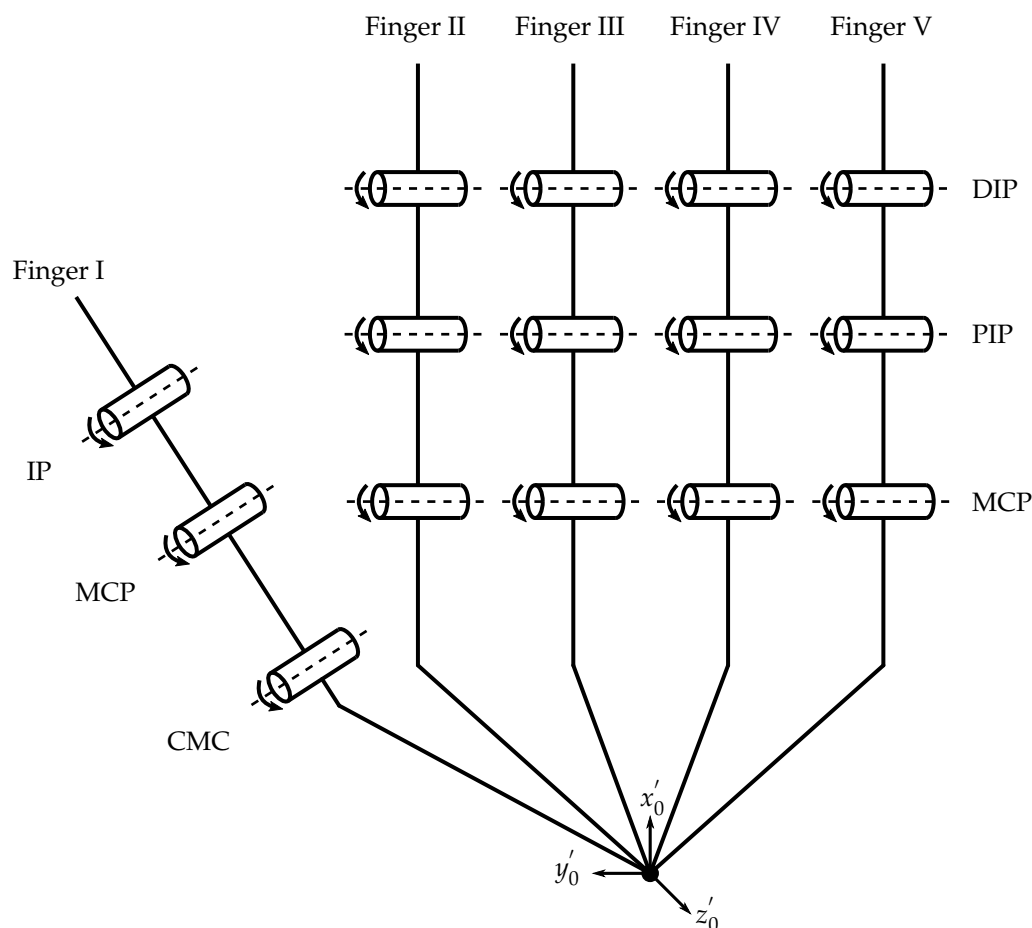 Finger II Finger III Finger IV Finger V
DIP
Finger I
PIP
IP
MCP
MCP
CMC
x′0
y′0
z′0